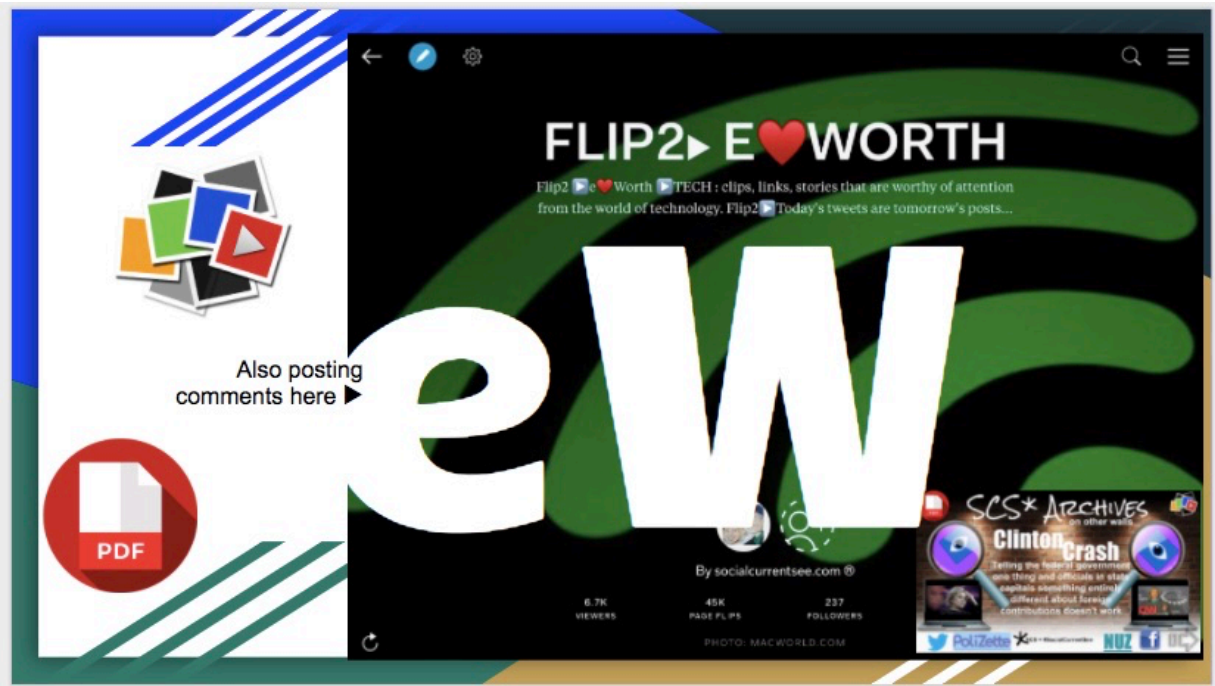 FLIP2▶ E❤️WORTH
Flip2 ▶️e❤️Worth ▶️TECH : clips, links, stories that are worthy of attention
from the world of technology. Flip2▶️Today's tweets are tomorrow's posts...
eW
Also posting
comments here ▶
PDF
By socialcurrentsee.com ®
6.7K 45K 237
VIEWERS PAGE FLIPS FOLLOWERS
PHOTO: MACWORLD.COM
SCS* ARCHIVES
on other walls
Clinton
Crash
Telling the federal government
one thing and officials in state
capitals something entirely
different about foreign
contributions doesn't work
PoliZette NUZ